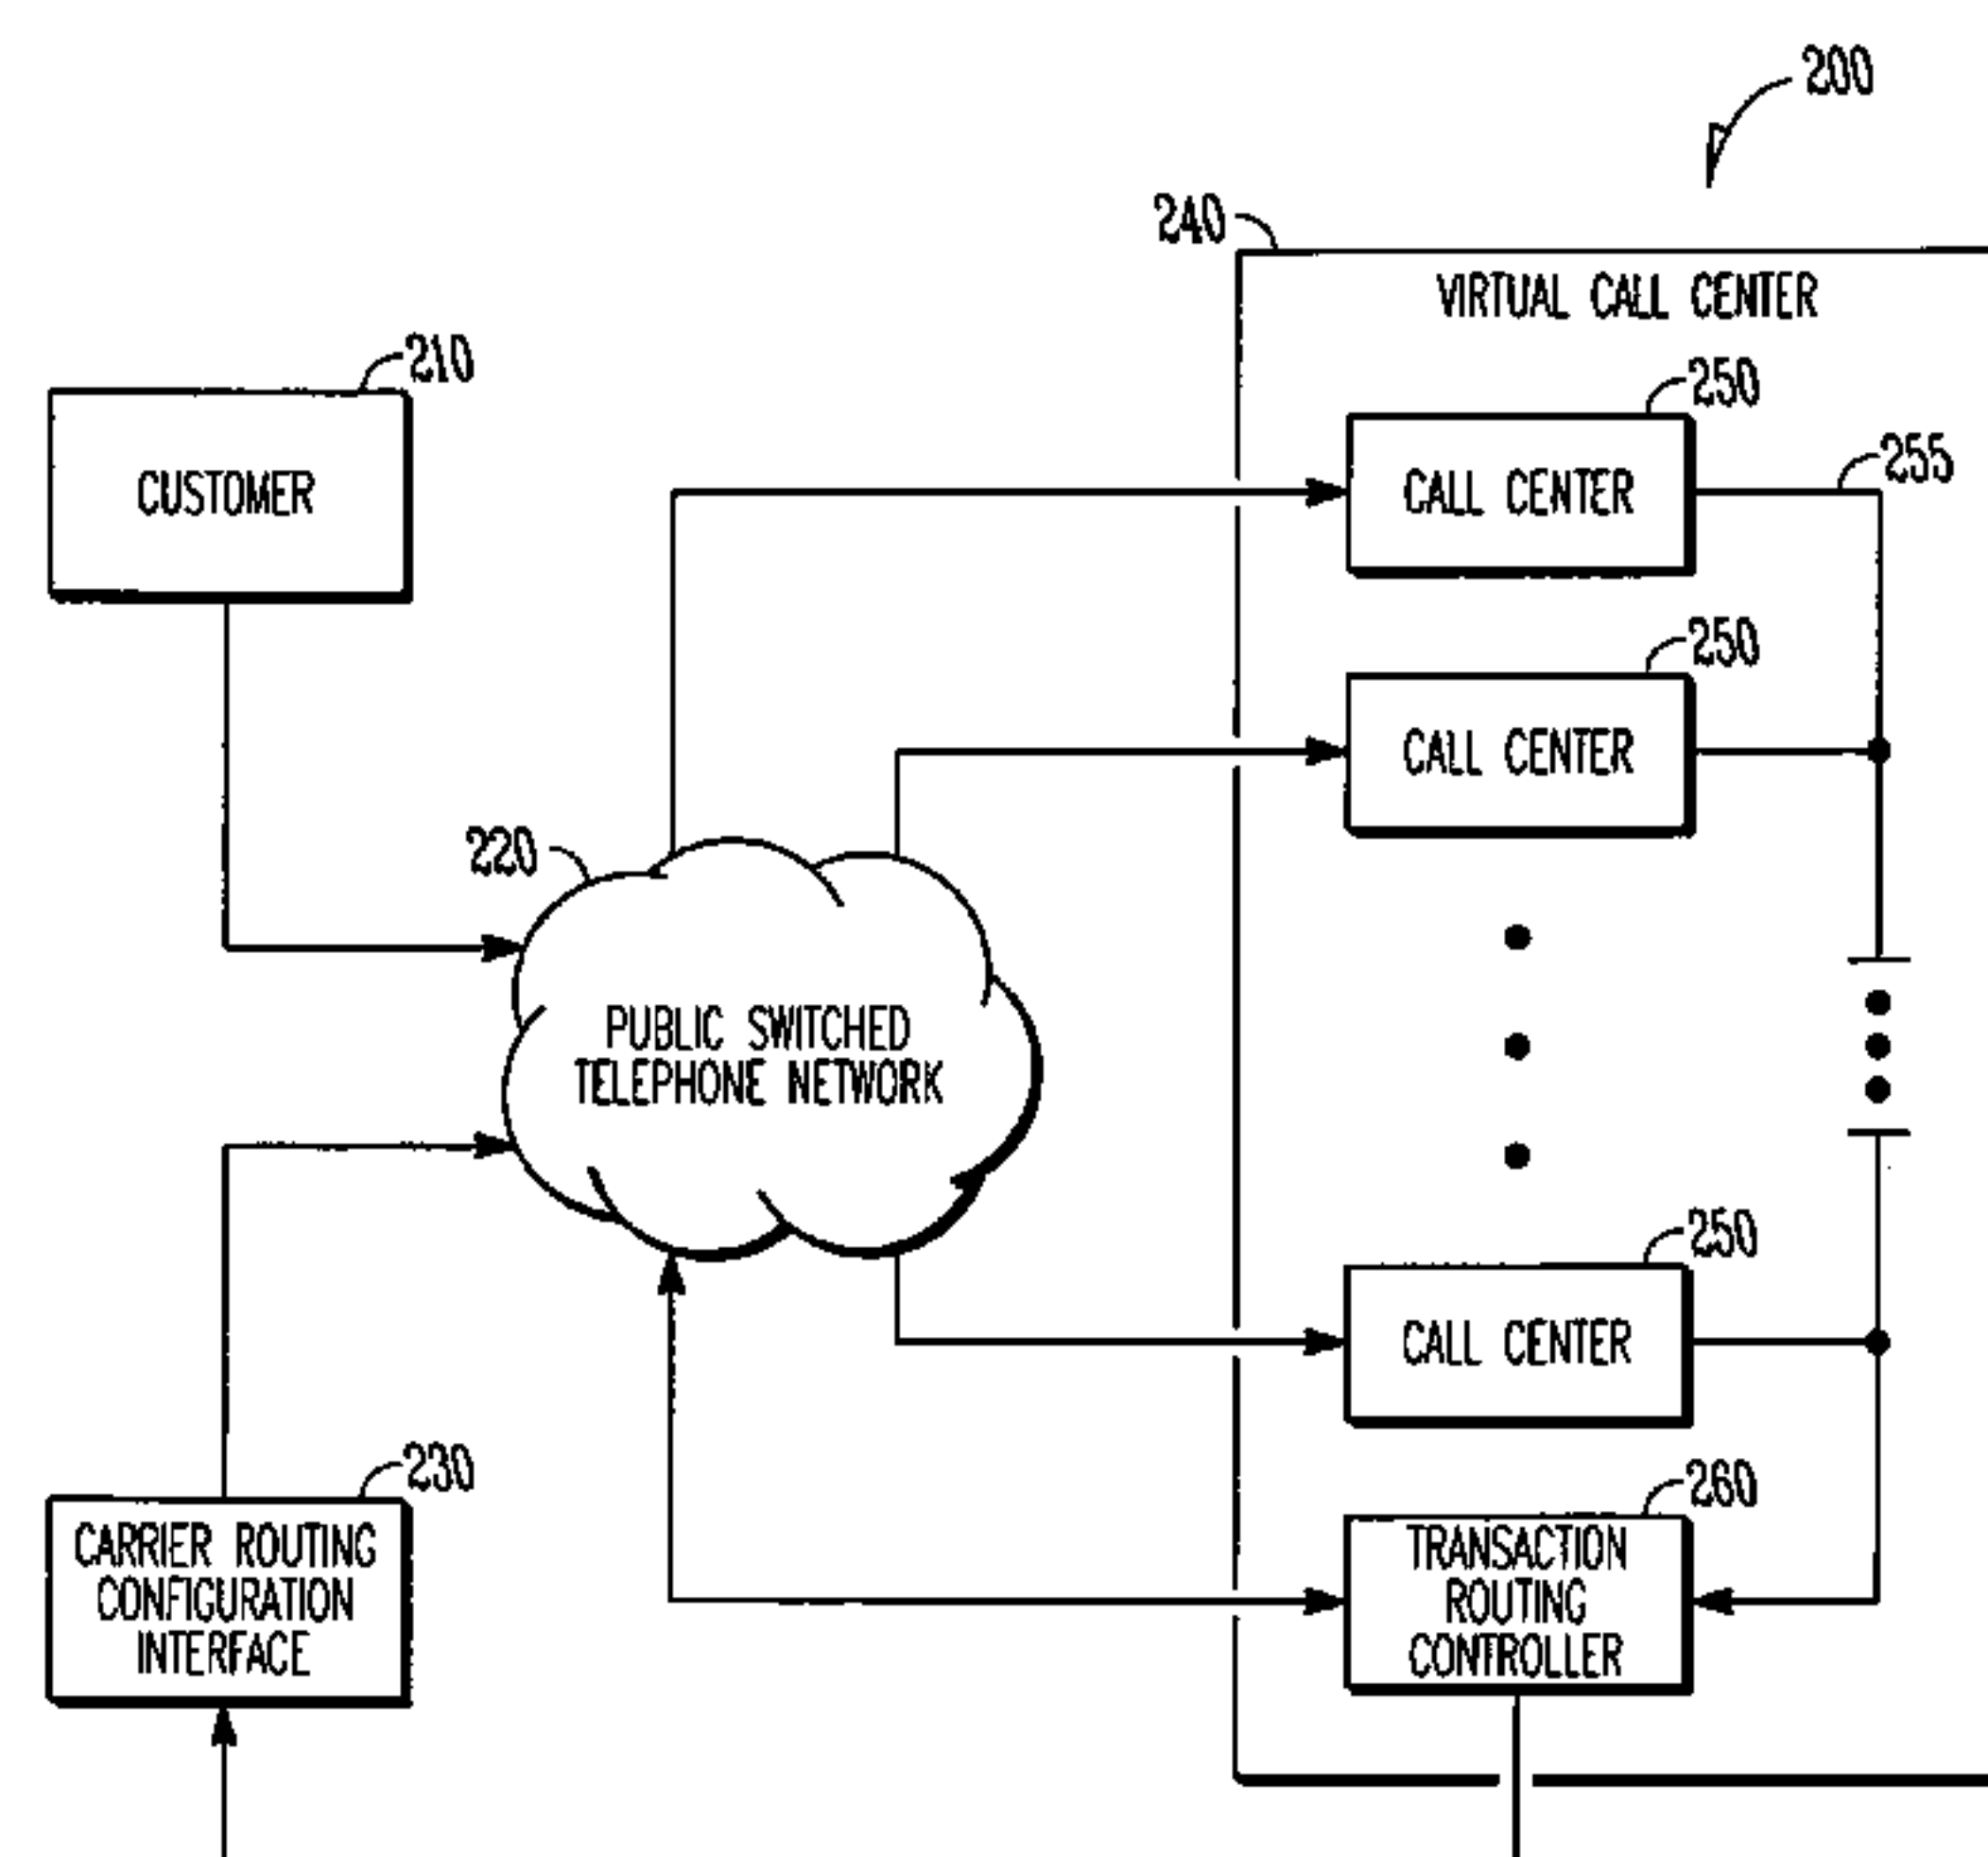 200
240
VIRTUAL CALL CENTER
210
250
CUSTOMER
CALL CENTER
255
250
CALL CENTER
220
PUBLIC SWITCHED
TELEPHONE NETWORK
250
CALL CENTER
230
260
CARRIER ROUTING
CONFIGURATION
INTERFACE
TRANSACTION
ROUTING
CONTROLLER